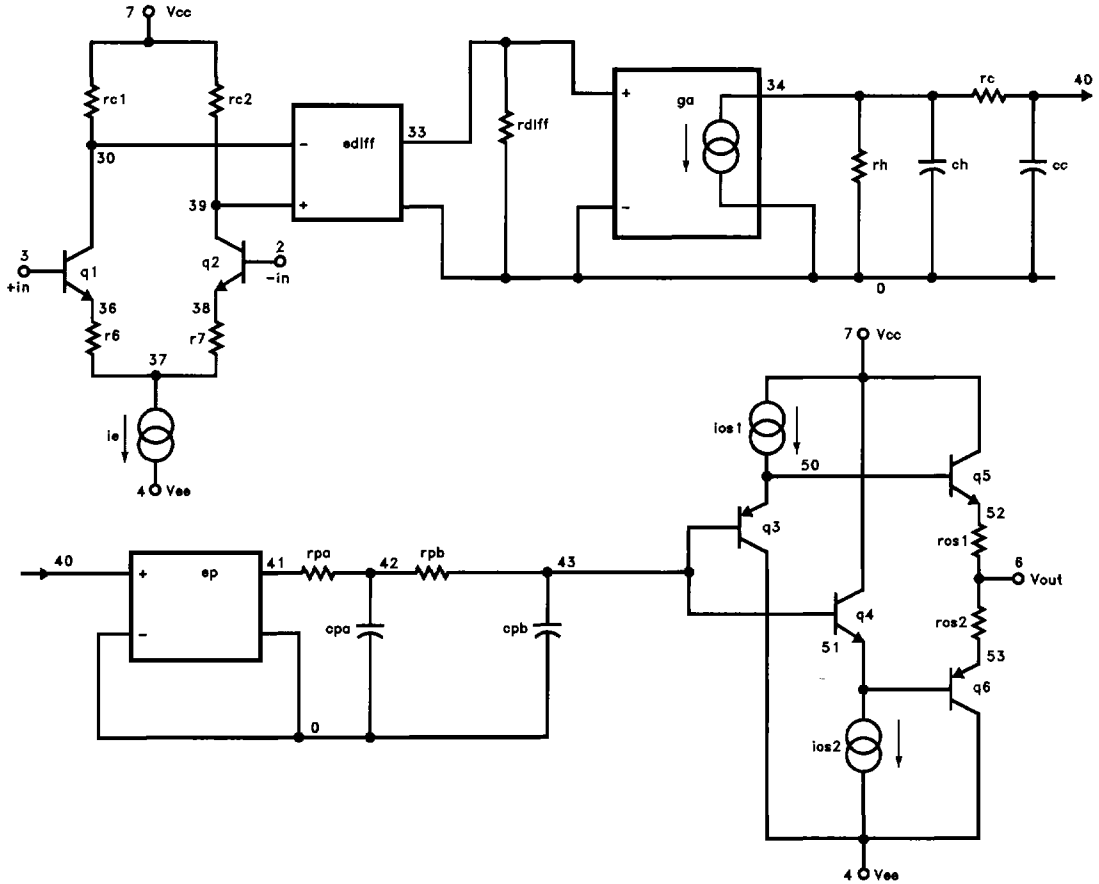 7 Vcc
rc1
rc2
30
39
3
+in
q1
q2
2
-in
36
38
r6
r7
37
ie
4 Vee
-
+
ediff
33
rdiff
+
-
ga
34
rh
ch
rc
cc
40
0
40
+
-
ep
41
rpa
42
rpb
43
cpa
cpb
0
7 Vcc
ios1
50
q3
q5
52
ros1
6
Vout
q4
51
ros2
53
q6
ios2
4 Vee